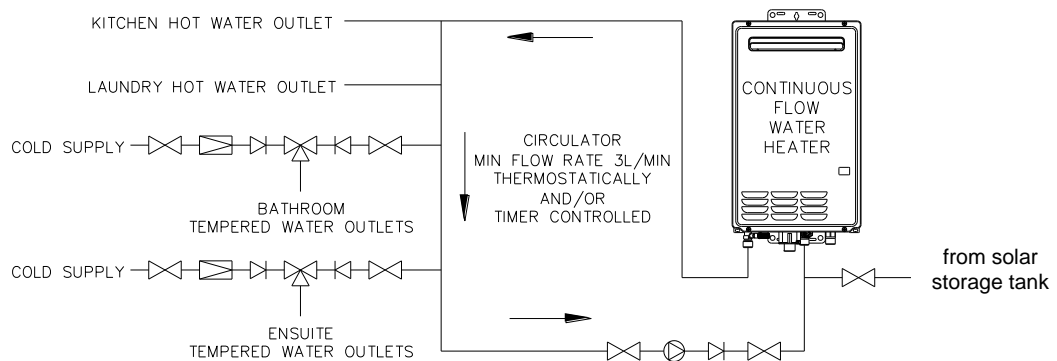 KITCHEN HOT WATER OUTLET
LAUNDRY HOT WATER OUTLET
COLD SUPPLY
BATHROOM
TEMPERED WATER OUTLETS
COLD SUPPLY
ENSUITE
TEMPERED WATER OUTLETS
CIRCULATOR
MIN FLOW RATE 3L/MIN
THERMOSTATICALLY
AND/OR
TIMER CONTROLLED
CONTINUOUS
FLOW
WATER
HEATER
from solar
storage tank